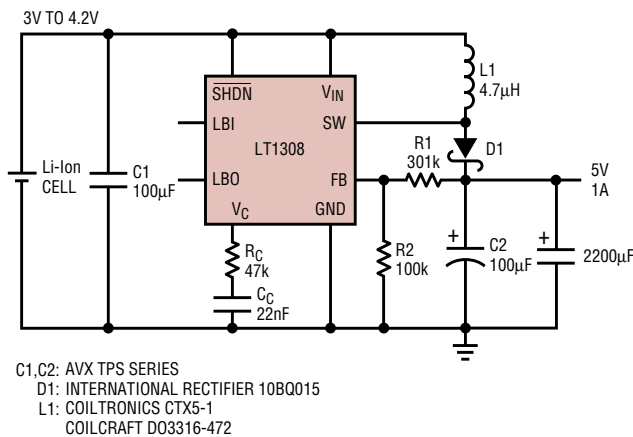 3V TO 4.2V
L1
4.7µH
SHDN
VIN
LBI
SW
LT1308
LBO
FB
VC
GND
R1
301k
D1
5V
1A
Li-Ion
CELL
C1
100µF
RC
47k
CC
22nF
R2
100k
+
C2
100µF
+
2200µF
C1,C2: AVX TPS SERIES
D1: INTERNATIONAL RECTIFIER 10BQ015
L1: COILTRONICS CTX5-1
COILCRAFT DO3316-472